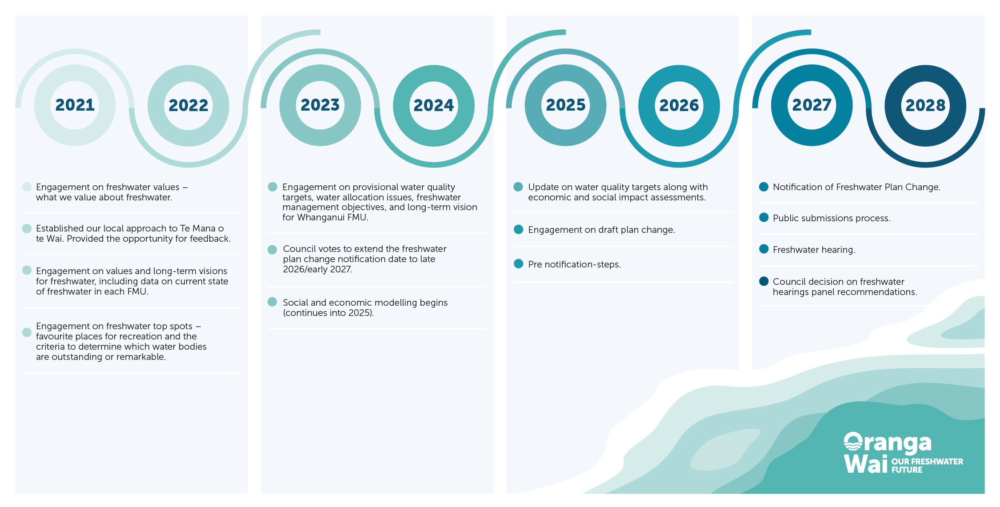 2021
2022
2023
2024
2025
2026
2027
2028
Engagement on freshwater values –
what we value about freshwater.
Established our local approach to Te Mana o
te Wai. Provided the opportunity for feedback.
Engagement on values and long-term visions
for freshwater, including data on current state
of freshwater in each FMU.
Engagement on freshwater top spots –
favourite places for recreation and the
criteria to determine which water bodies
are outstanding or remarkable.
Engagement on provisional water quality
targets, water allocation issues, freshwater
management objectives, and long-term vision
for Whanganui FMU.
Council votes to extend the freshwater
plan change notification date to late
2026/early 2027.
Social and economic modelling begins
(continues into 2025).
Update on water quality targets along with
economic and social impact assessments.
Engagement on draft plan change.
Pre notification-steps.
Notification of Freshwater Plan Change.
Public submissions process.
Freshwater hearing.
Council decision on freshwater
hearings panel recommendations.
Oranga
Wai OUR FRESHWATER
FUTURE